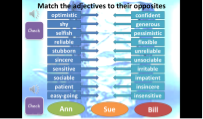 Match the adjectives to their opposites
optimistic confident
shy generous
selfish pessimistic
reliable flexible
stubborn unreliable
sincere unsociable
sensitive irritable
sociable impatient
patient insincere
easy-going insensitive
Check
Check
Ann Sue Bill